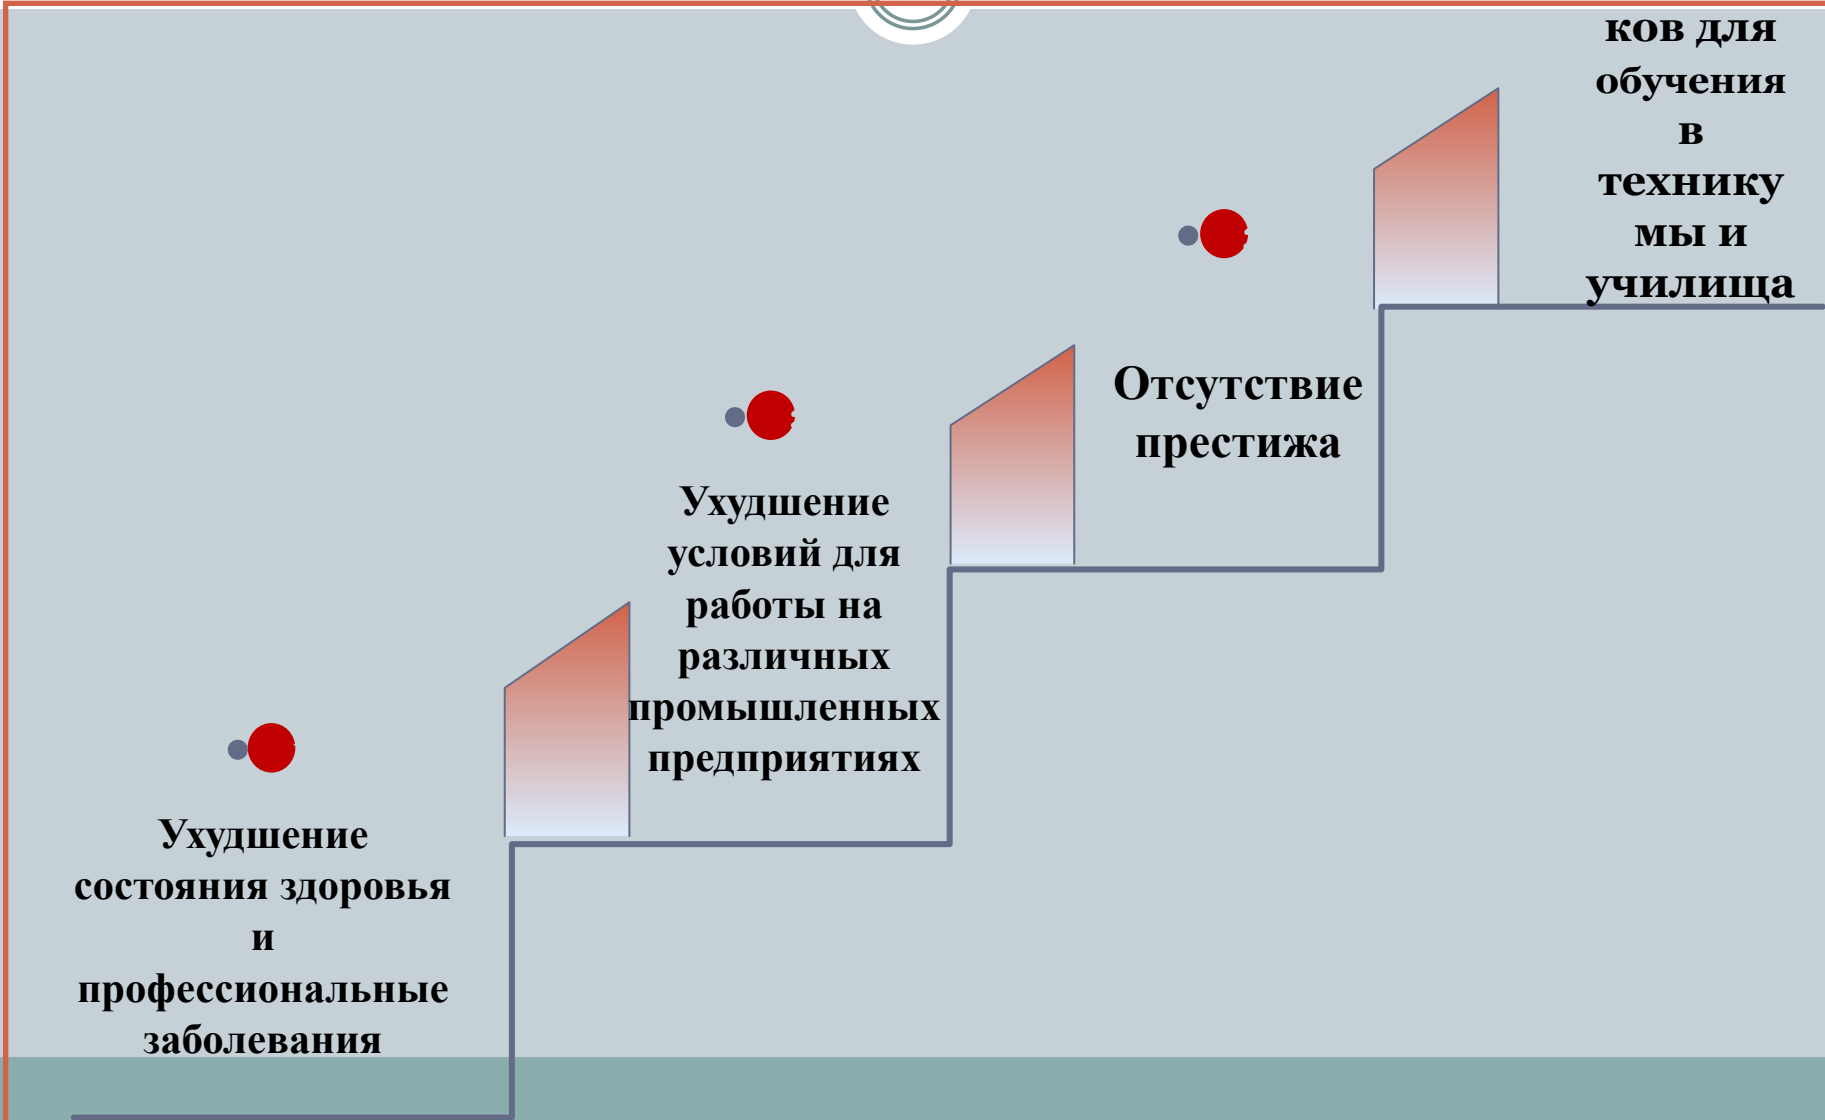 Ухудшение
состояния здоровья
и
профессиональные
заболевания
Ухудшение
условий для
работы на
различных
промышленных
предприятиях
Отсутствие
престижа
ков для
обучения
в
технику
мы и
училища